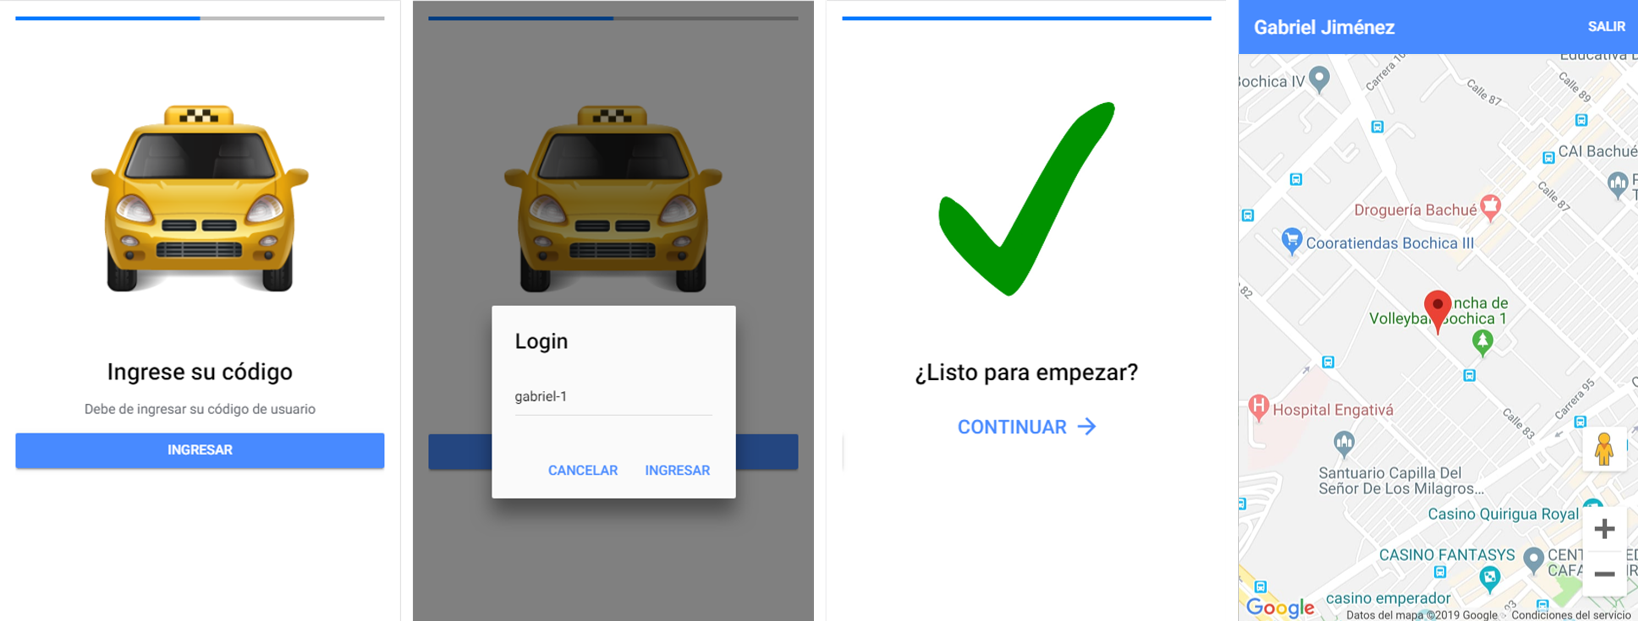 Ingrese su código
Debe de ingresar su código de usuario
INGRESAR
Login
gabriel-1
CANCELAR INGRESAR
¿Listo para empezar?
CONTINUAR
Gabriel Jiménez SALIR
Educativa
Bochica IV
Carrera
Calle 87
Calle 89
CAI Bachué
Calle 87
Droguería Bachué
Cooratiendas Bochica III
82
ncha de
Volleybal Bochica 1
Carrera 95
Hospital Engativá
Calle 83
Santuario Capilla Del
Señor De Los Milagros...
Casino Quirigua Royal
CASINO FANTASYS
CENT
CAFA
casino emperador
93
Google
Datos del mapa ©2019 Google Condiciones del servicio